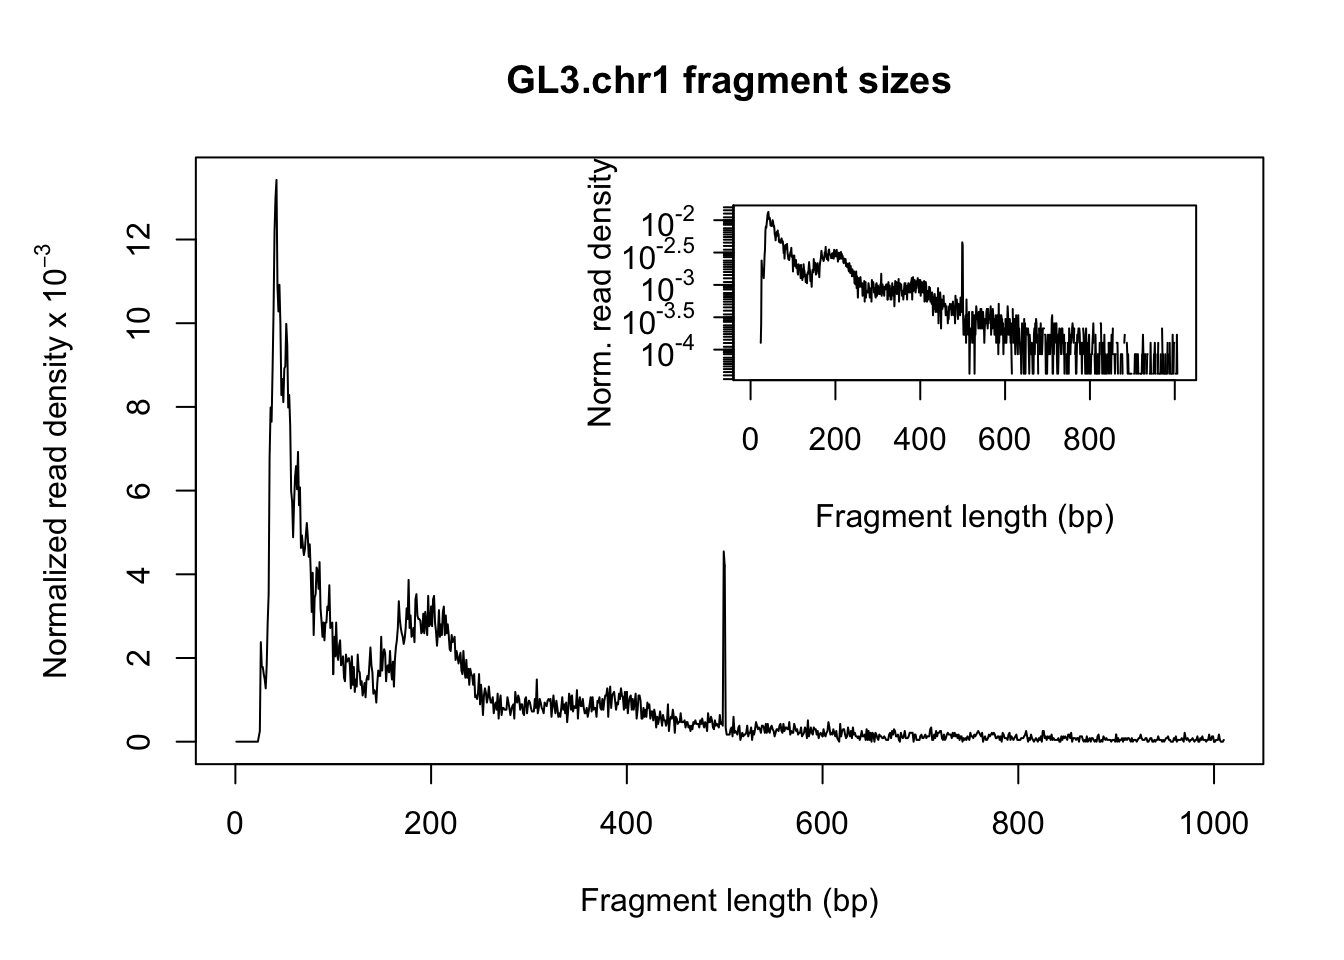 GL3.chr1 fragment sizes
Normalized read density x 10⁻³
12
10
8
6
4
2
0
0 200 400 600 800 1000
Fragment length (bp)
Norm. read density
10⁻²
10^-2.5
10⁻³
10^-3.5
10⁻⁴
0 200 400 600 800
Fragment length (bp)